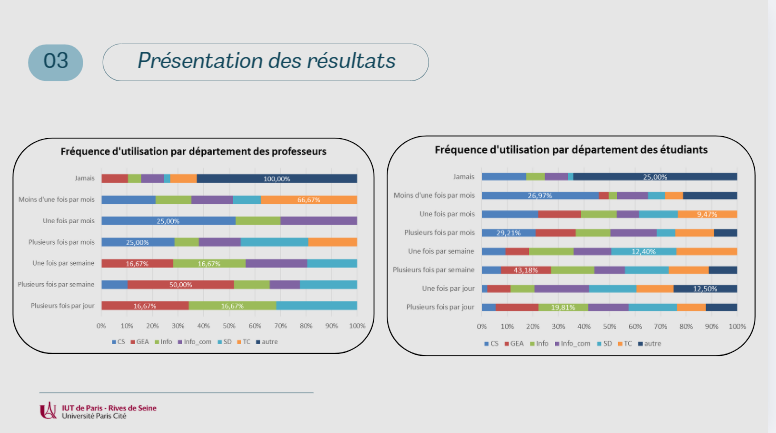 03
Présentation des résultats
Fréquence d'utilisation par département des professeurs
Jamais
100,00%
Moins d'une fois par mois
66,67%
Une fois par mois
25,00%
Plusieurs fois par mois
25,00%
Une fois par semaine
16,67%
16,67%
Plusieurs fois par semaine
50,00%
Plusieurs fois par jour
16,67%
16,67%
0% 10% 20% 30% 40% 50% 60% 70% 80% 90% 100%
CS GEA Info Info_com SD TC autre
Fréquence d'utilisation par département des étudiants
Jamais
25,00%
Moins d'une fois par mois
26,97%
Une fois par mois
9,47%
Plusieurs fois par mois
29,21%
Une fois par semaine
12,40%
Plusieurs fois par semaine
43,18%
Une fois par jour
12,50%
Plusieurs fois par jour
19,81%
0% 10% 20% 30% 40% 50% 60% 70% 80% 90% 100%
CS GEA Info Info_com SD TC autre
IUT de Paris - Rives de Seine
Université Paris Cité